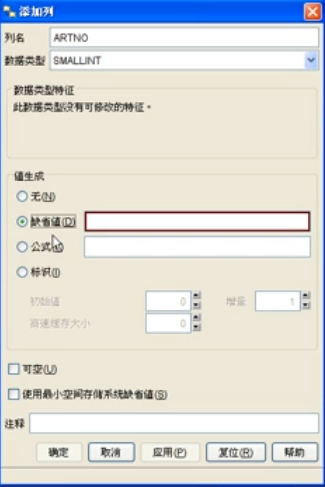 添加列
列名 ARTNO
数据类型 SMALLINT
数据类型特征
此数据类型没有可修改的特征。
值生成
无(N)
缺省值(D)
公式
标识(I)
初始值 0 增量 1
高速缓存大小 0
可空(U)
使用最小空间存储系统缺省值(S)
注释
确定 取消 应用(P) 复位(R) 帮助